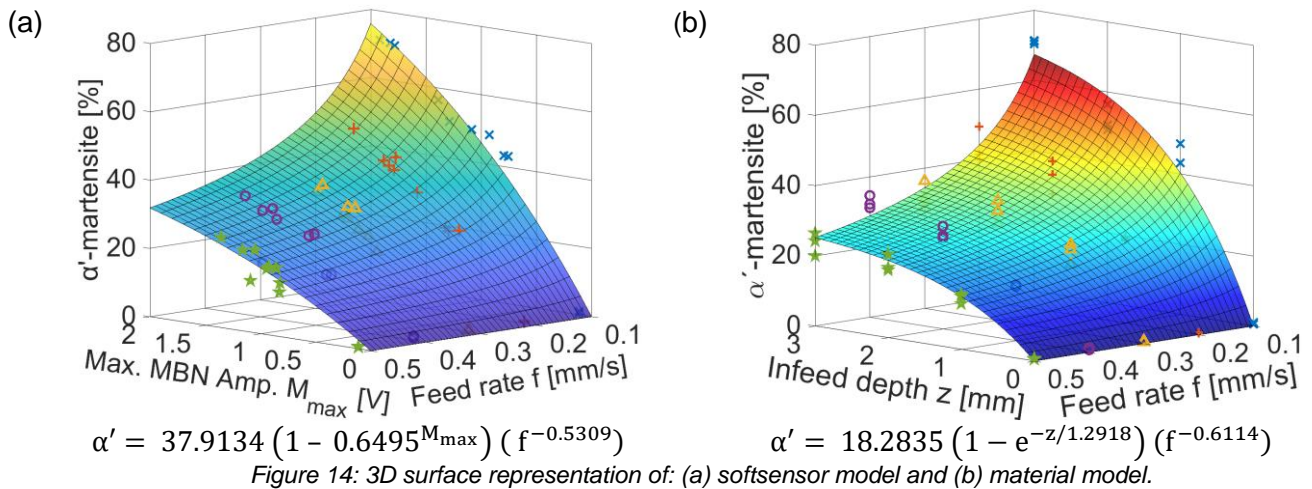 (a)
80
60
40
20
0
α'-martensite [%]
2
1.5
1
0.5
0
Max. MBN Amp. M_max [V]
0.5
0.4
0.3
0.2
0.1
Feed rate f [mm/s]
α′ = 37.9134 (1 – 0.6495^M_max) (f^−0.5309)
(b)
80
60
40
20
0
α´-martensite [%]
3
2
1
0
Infeed depth z [mm]
0.5
0.4
0.3
0.2
0.1
Feed rate f [mm/s]
α′ = 18.2835 (1 − e^−z/1.2918) (f^−0.6114)
Figure 14: 3D surface representation of: (a) softsensor model and (b) material model.